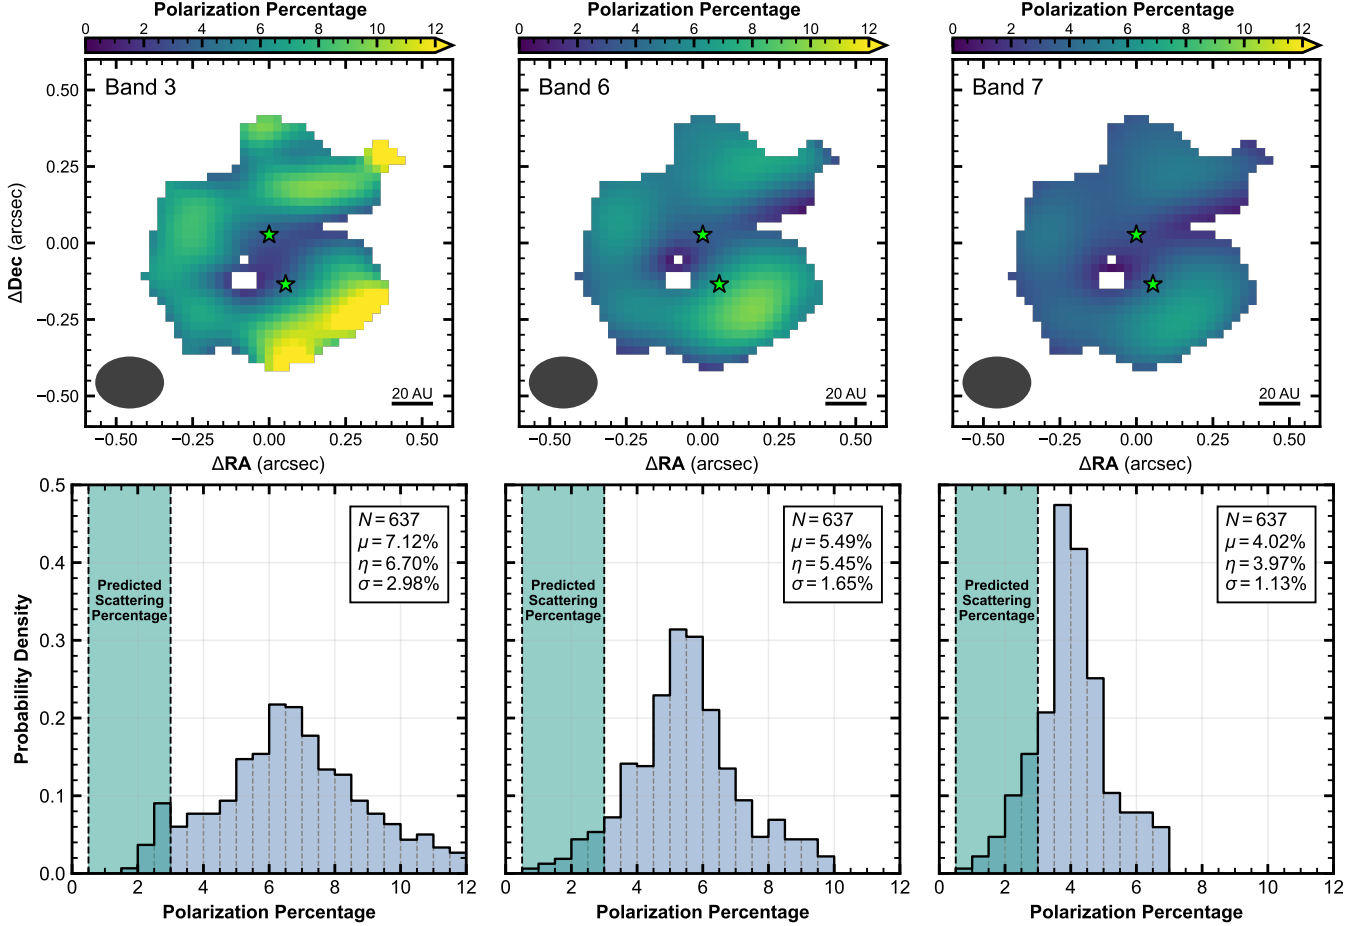 Polarization Percentage Polarization Percentage Polarization Percentage
0 2 4 6 8 10 12 0 2 4 6 8 10 12 0 2 4 6 8 10 12
Band 3 Band 6 Band 7
0.50
0.25
0.00
−0.25
−0.50
ΔDec (arcsec)
20 AU 20 AU 20 AU
−0.50 −0.25 0.00 0.25 0.50 −0.50 −0.25 0.00 0.25 0.50 −0.50 −0.25 0.00 0.25 0.50
ΔRA (arcsec) ΔRA (arcsec) ΔRA (arcsec)
0.5
0.4
0.3
0.2
0.1
0.0
Probability Density
N = 637
μ = 7.12%
η = 6.70%
σ = 2.98%
Predicted
Scattering
Percentage
N = 637
μ = 5.49%
η = 5.45%
σ = 1.65%
Predicted
Scattering
Percentage
N = 637
μ = 4.02%
η = 3.97%
σ = 1.13%
Predicted
Scattering
Percentage
0 2 4 6 8 10 12 0 2 4 6 8 10 12 0 2 4 6 8 10 12
Polarization Percentage Polarization Percentage Polarization Percentage